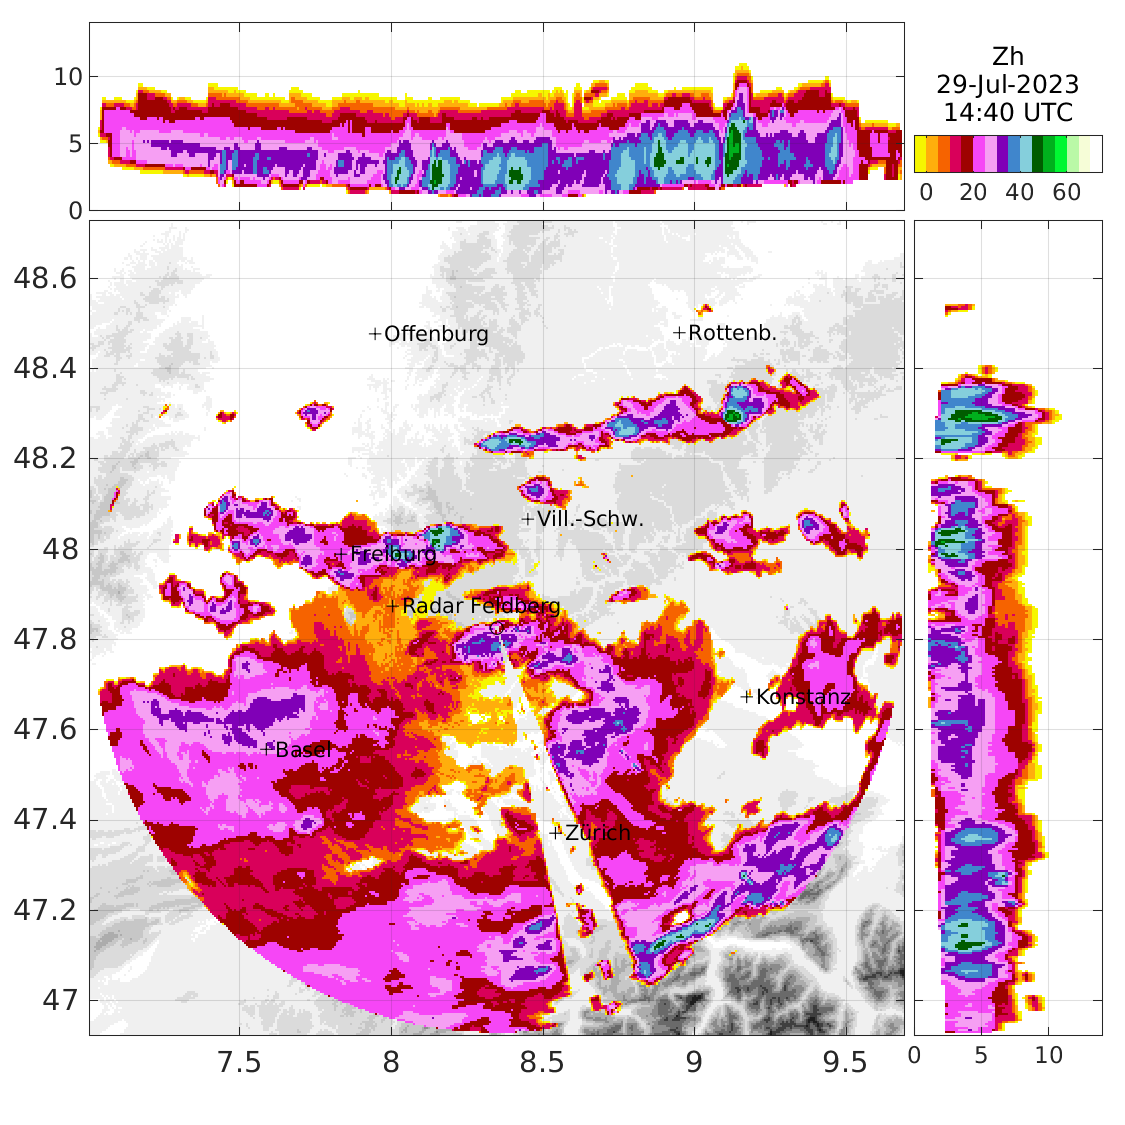 Zh
29-Jul-2023
14:40 UTC
10
5
0
0 20 40 60
48.6
48.4
48.2
48
47.8
47.6
47.4
47.2
47
+Offenburg
+Rottenb.
+Vill.-Schw.
+Freiburg
+Radar Feldberg
+Konstanz
+Basel
+Zürich
7.5 8 8.5 9 9.5
0 5 10